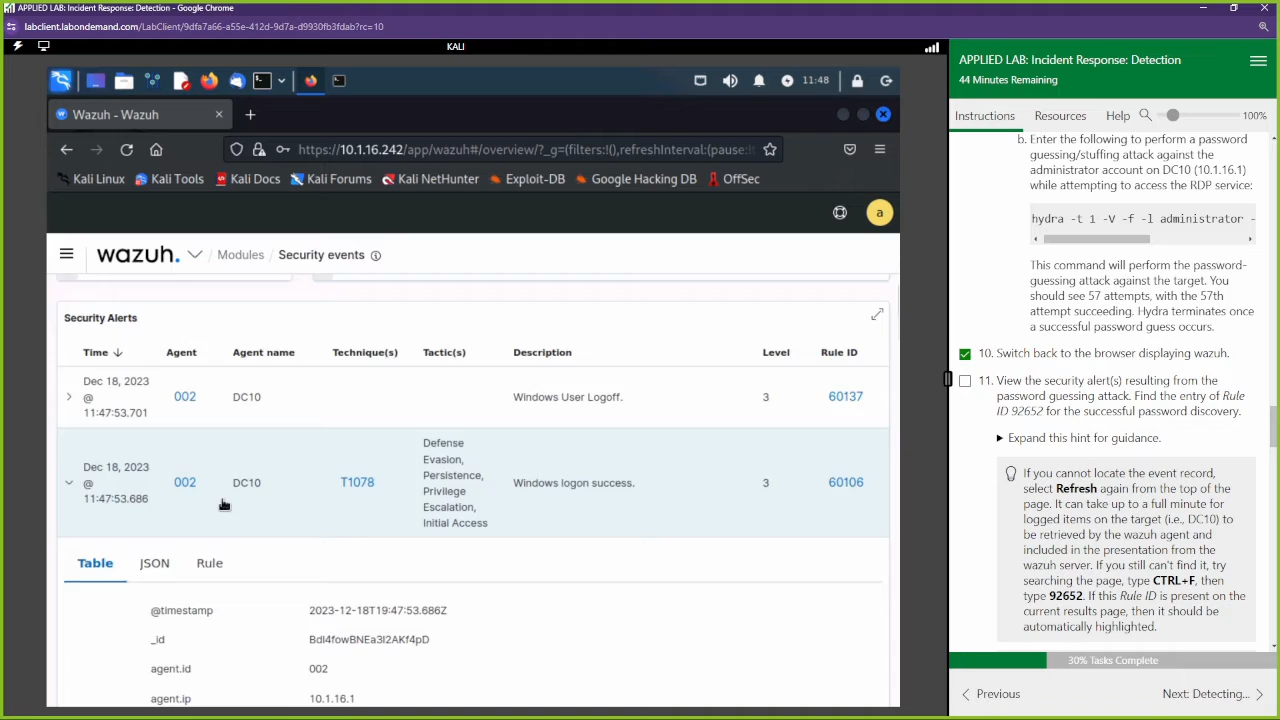 APPLIED LAB: Incident Response: Detection - Google Chrome
labclient.labondemand.com/LabClient/9dfa7a66-a55e-412d-9d7a-d9930fb3fdab?rc=10
KALI
11:48
Wazuh - Wazuh
https://10.1.16.242/app/wazuh#/overview/?_g=(filters:!(),refreshInterval:(pause:!
Kali Linux Kali Tools Kali Docs Kali Forums Kali NetHunter Exploit-DB Google Hacking DB OffSec
a
wazuh. / Modules / Security events
Security Alerts
Time Agent Agent name Technique(s) Tactic(s) Description Level Rule ID
Dec 18, 2023
@
11:47:53.701
002 DC10 Windows User Logoff. 3 60137
Dec 18, 2023
@
11:47:53.686
002 DC10 T1078
Defense
Evasion,
Persistence,
Privilege
Escalation,
Initial Access
Windows logon success. 3 60106
Table JSON Rule
@timestamp 2023-12-18T19:47:53.686Z
_id Bdl4fowBNEa3I2AKf4pD
agent.id 002
agent.ip 10.1.16.1
APPLIED LAB: Incident Response: Detection
44 Minutes Remaining
Instructions Resources Help 100%
b. Enter the following to perform a password
guessing/stuffing attack against the
administrator account on DC10 (10.1.16.1)
while attempting to access the RDP service:
hydra -t 1 -V -f -l administrator -
This command will perform the password-
guessing attack against the target. You
should see 57 attempts, with the 57th
attempt succeeding. Hydra terminates once
a successful password guess occurs.
10. Switch back to the browser displaying wazuh.
11. View the security alert(s) resulting from the
password guessing attack. Find the entry of Rule
ID 92652 for the successful password discovery.
Expand this hint for guidance.
If you cannot locate the event record,
select Refresh again from the top of the
page. It can take up to a full minute for
logged items on the target (i.e., DC10) to
be retrieved by the wazuh agent and
included in the presentation from the
wazuh server. If you still can't find it, try
searching the page, type CTRL+F, then
type 92652. If this Rule ID is present on the
current results page, then it should be
automatically highlighted.
30% Tasks Complete
Previous Next: Detecting...